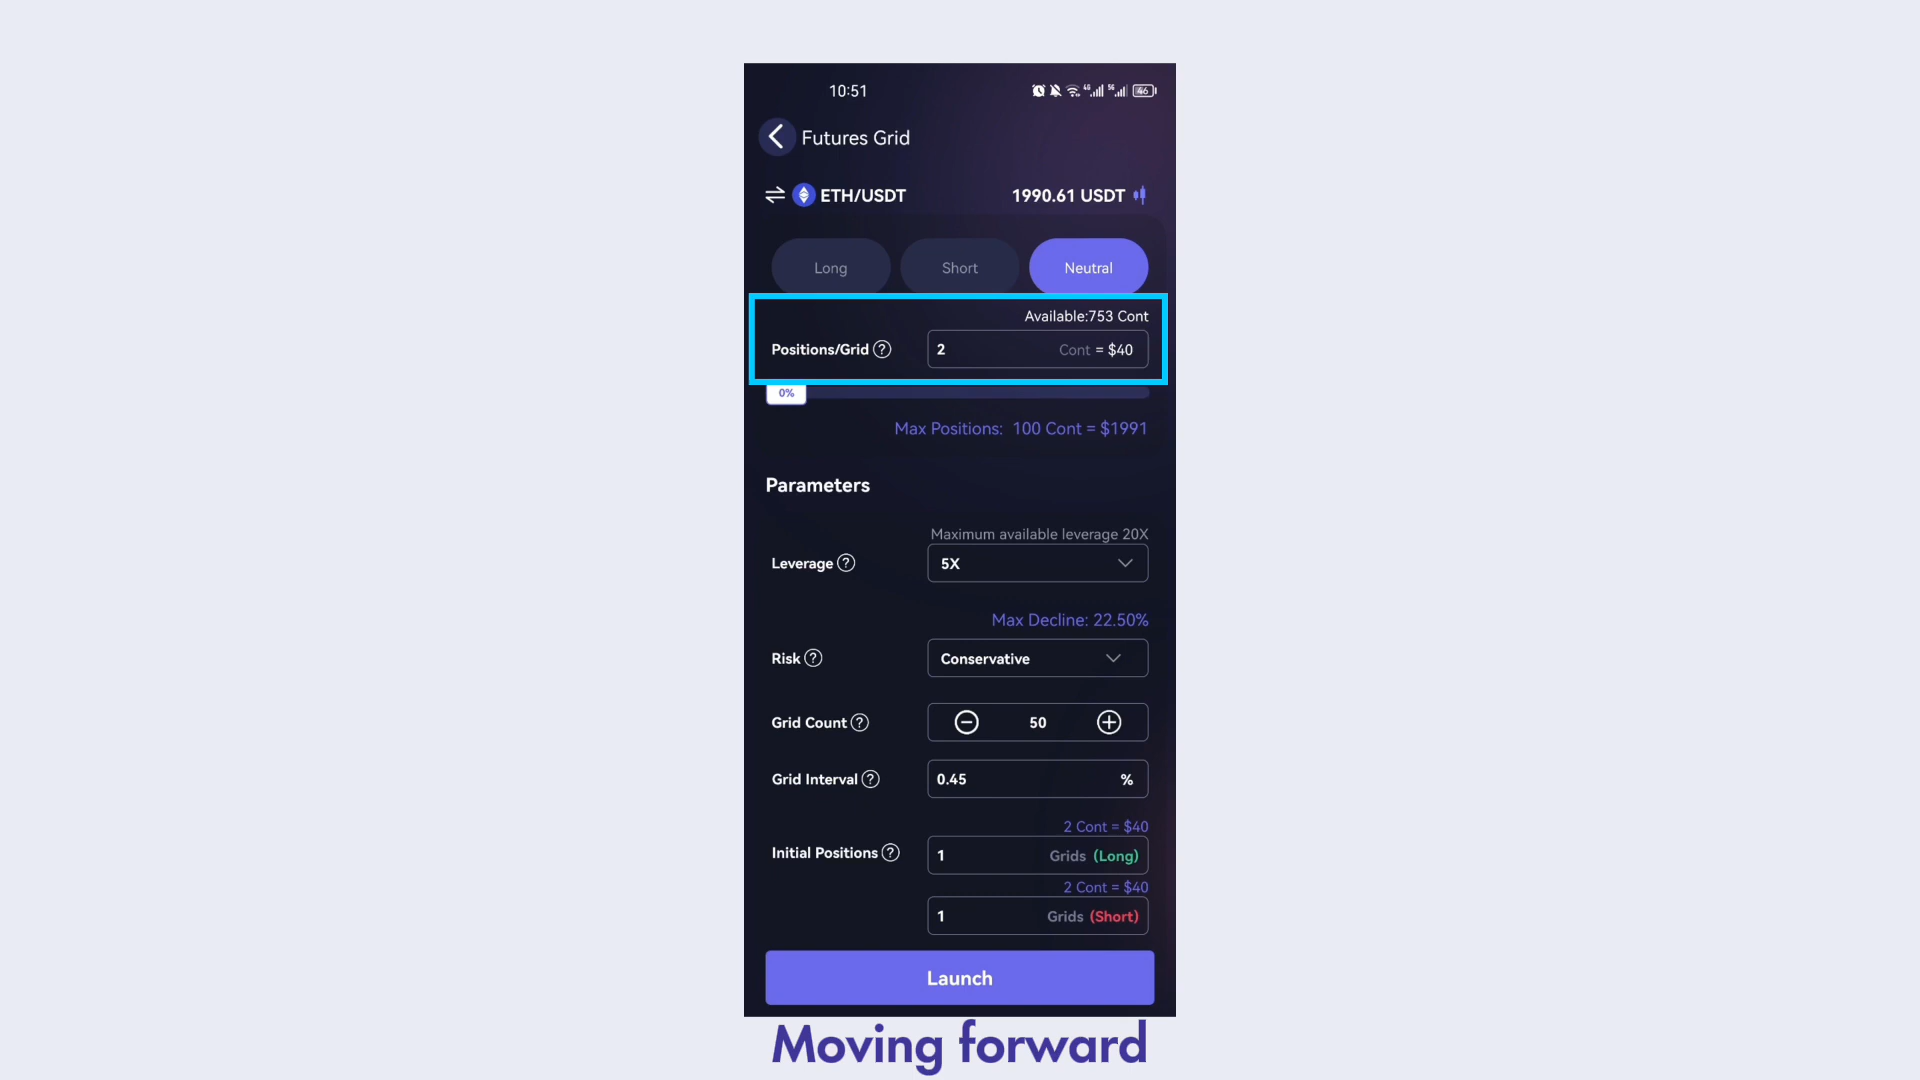 10:51
4G 5G 46
Futures Grid
ETH/USDT 1990.61 USDT
Long Short Neutral
Available:753 Cont
Positions/Grid ? 2 Cont = $40
0%
Max Positions: 100 Cont = $1991
Parameters
Maximum available leverage 20X
Leverage ? 5X
Max Decline: 22.50%
Risk ? Conservative
Grid Count ? 50
Grid Interval ? 0.45 %
2 Cont = $40
Initial Positions ? 1 Grids (Long)
2 Cont = $40
1 Grids (Short)
Launch
Moving forward